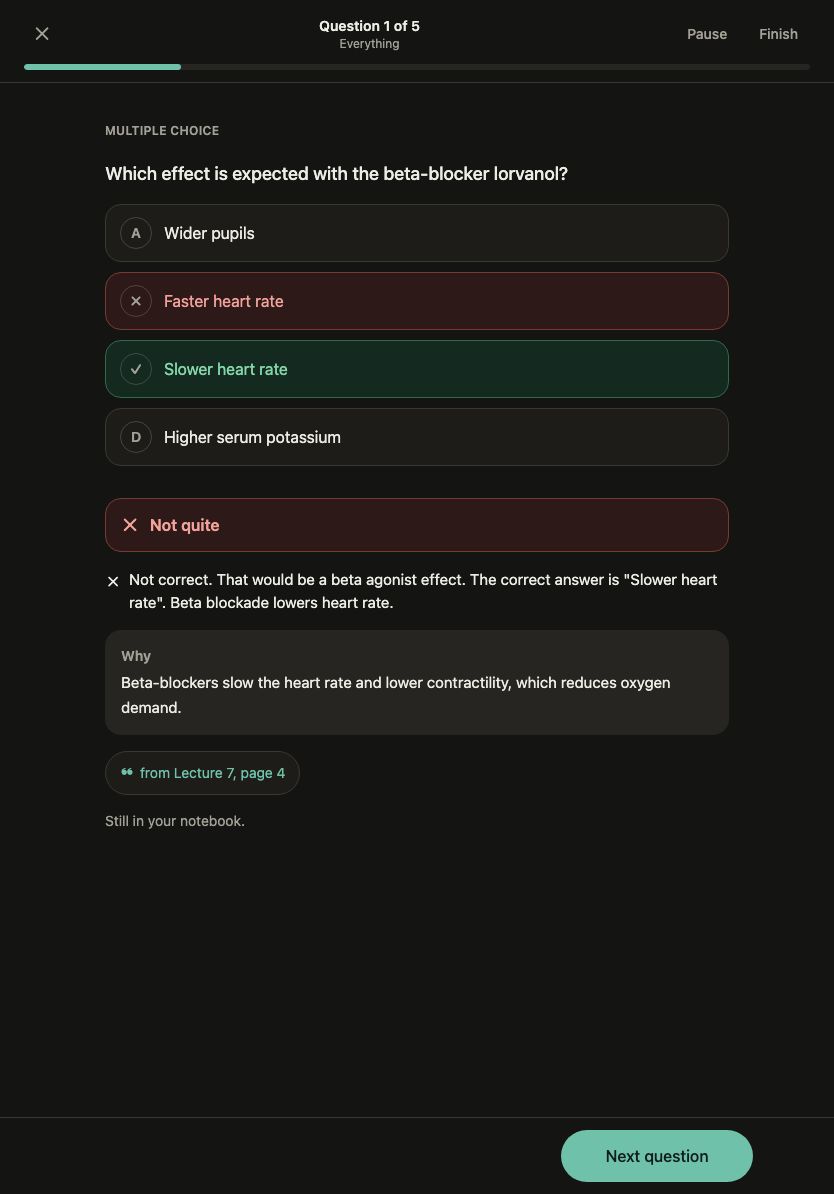 Question 1 of 5
Everything
Pause
Finish
MULTIPLE CHOICE
Which effect is expected with the beta-blocker lorvanol?
A
Wider pupils
Faster heart rate
Slower heart rate
D
Higher serum potassium
Not quite
Not correct. That would be a beta agonist effect. The correct answer is "Slower heart
rate". Beta blockade lowers heart rate.
Why
Beta-blockers slow the heart rate and lower contractility, which reduces oxygen
demand.
❝ from Lecture 7, page 4
Still in your notebook.
Next question